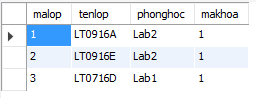 malop tenlop phonghoc makhoa
1 LT0916A Lab2 1
2 LT0916E Lab2 1
3 LT0716D Lab1 1